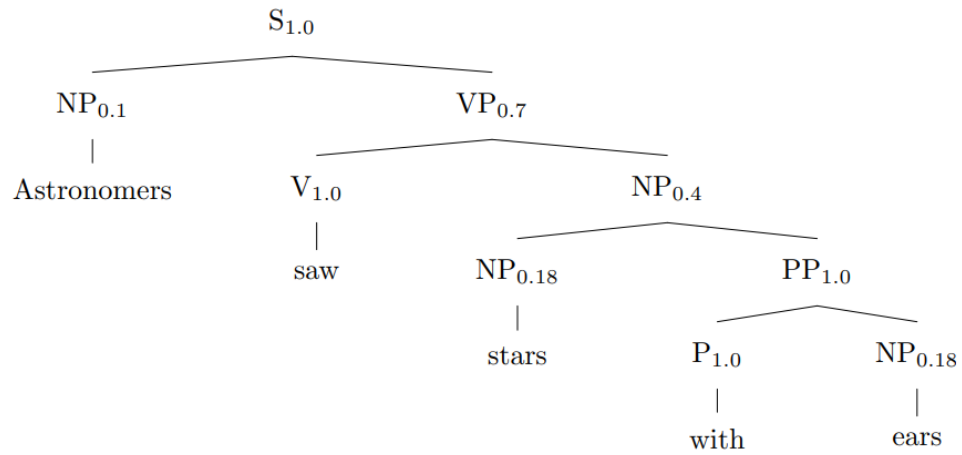 S1.0
NP0.1 VP0.7
Astronomers V1.0 NP0.4
saw NP0.18 PP1.0
stars P1.0 NP0.18
with ears